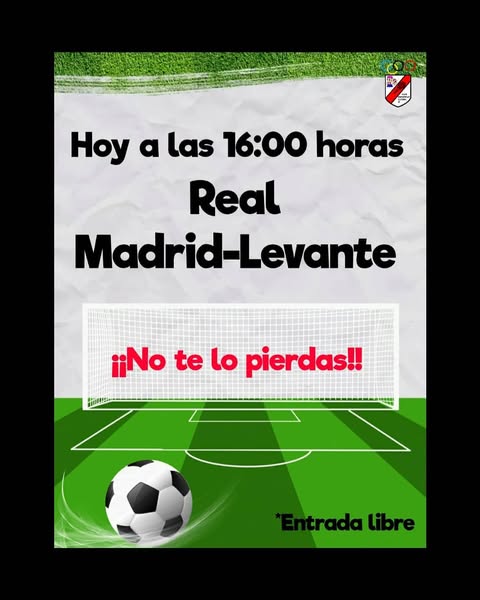 Hoy a las 16:00 horas
Real
Madrid-Levante
¡¡No te lo pierdas!!
*Entrada libre